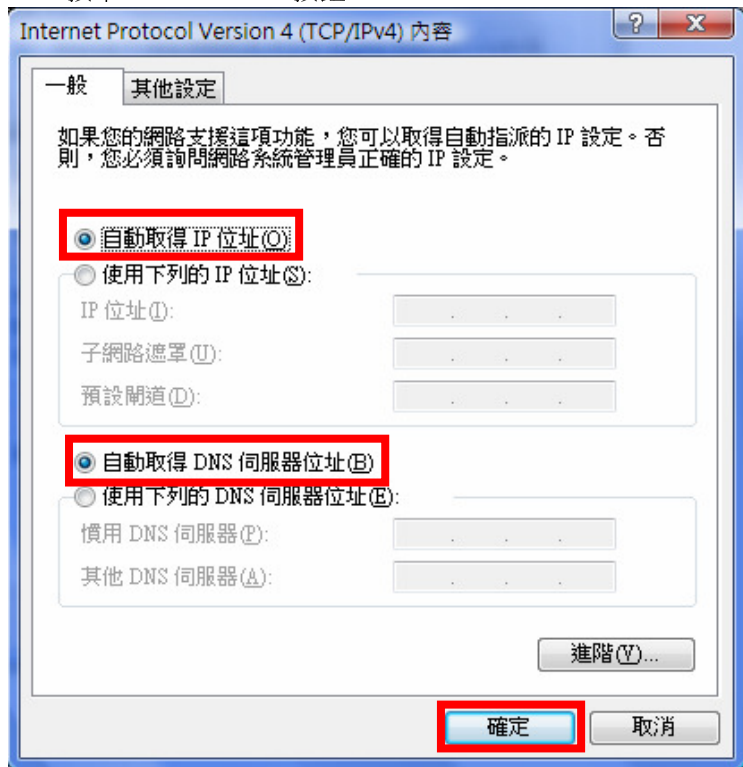 Internet Protocol Version 4 (TCP/IPv4) 內容
一般
其他設定
如果您的網路支援這項功能，您可以取得自動指派的 IP 設定。否
則，您必須詢問網路系統管理員正確的 IP 設定。
自動取得 IP 位址(O)
使用下列的 IP 位址(S):
IP 位址(I):
子網路遮罩(U):
預設閘道(D):
自動取得 DNS 伺服器位址(B)
使用下列的 DNS 伺服器位址(E):
慣用 DNS 伺服器(P):
其他 DNS 伺服器(A):
進階(V)...
確定
取消